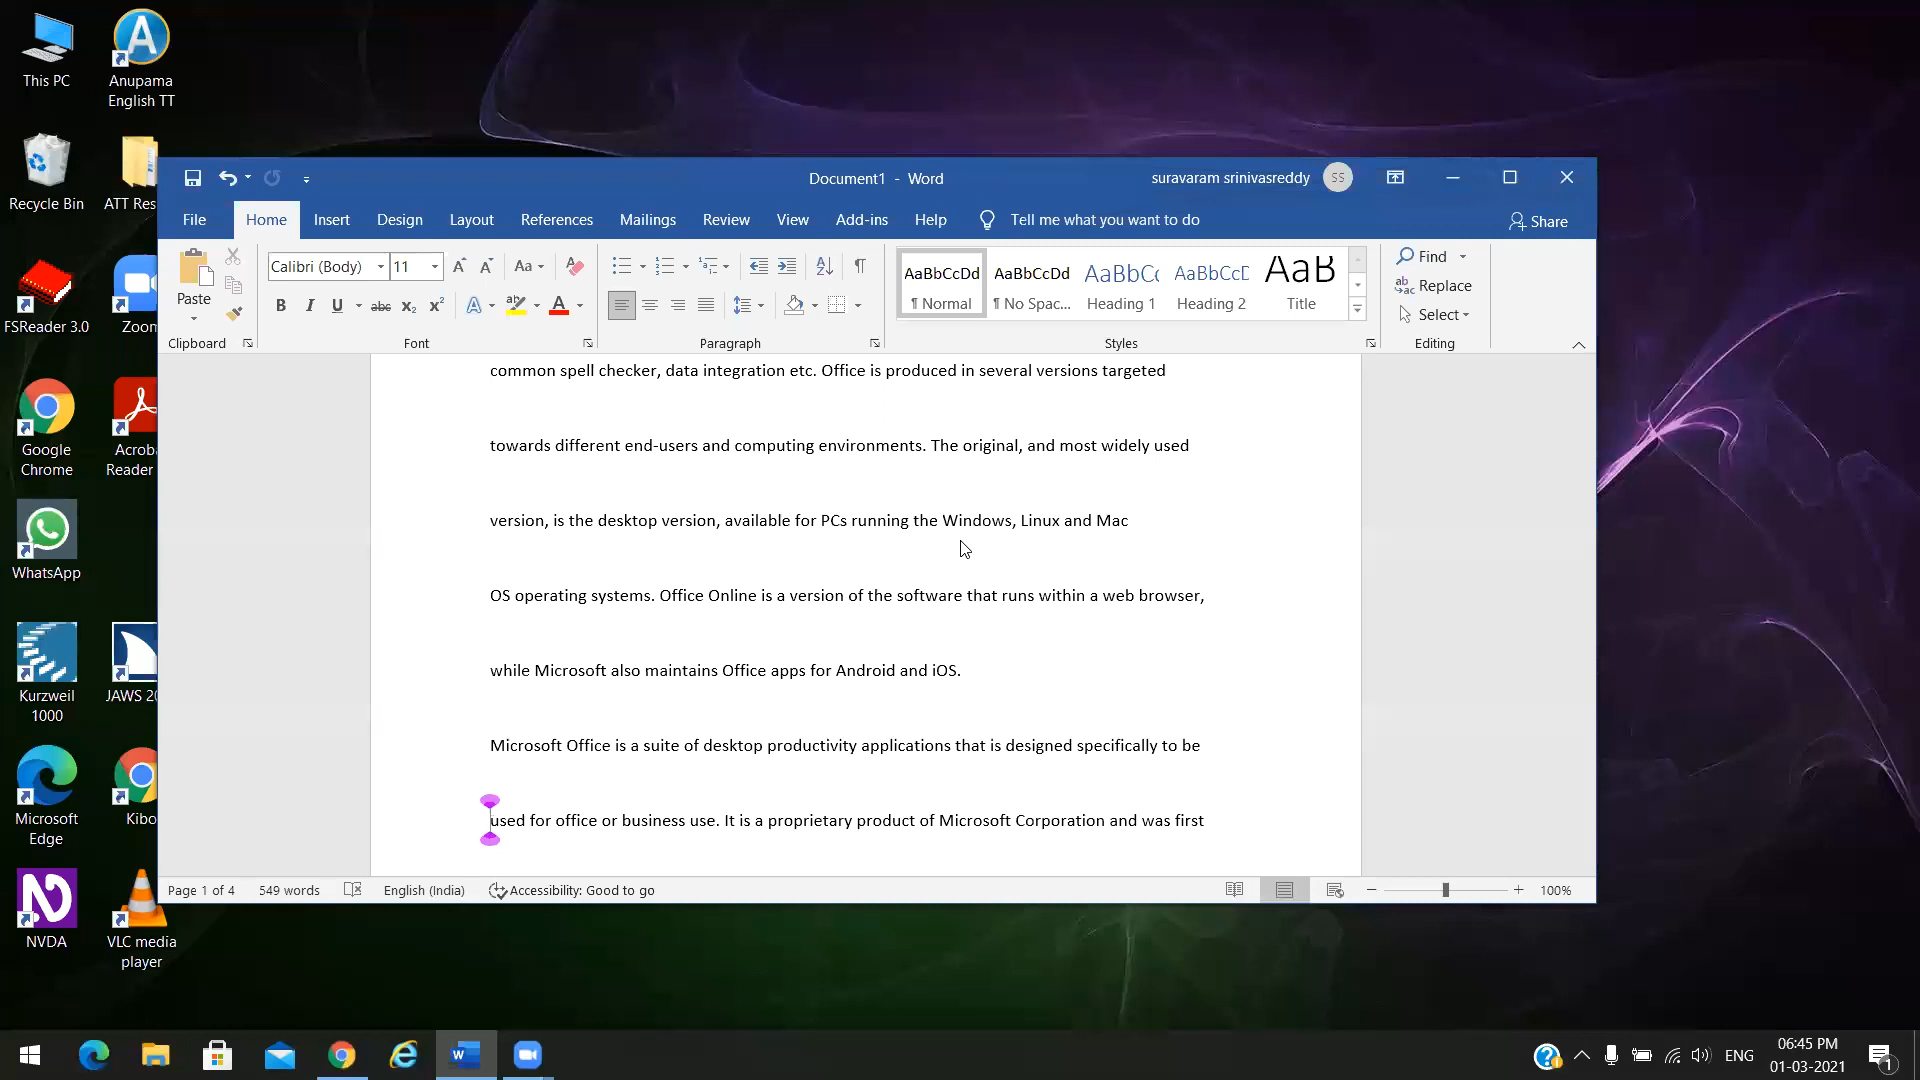 This PC
Anupama
English TT
Recycle Bin
ATT Res
FSReader 3.0
Zoom
Google
Chrome
Acroba
Reader
WhatsApp
Kurzweil
1000
JAWS 20
Microsoft
Edge
Kibo
NVDA
VLC media
player
Document1 - Word
suravaram srinivasreddy
SS
File Home Insert Design Layout References Mailings Review View Add-ins Help Tell me what you want to do
Share
Paste
Clipboard
Calibri (Body) 11
Aa
B I U abc x₂ x²
A A
Font
Paragraph
AaBbCcDd AaBbCcDd AaBbCc AaBbCcD AaB
¶ Normal ¶ No Spac... Heading 1 Heading 2 Title
Styles
Find
Replace
Select
Editing
common spell checker, data integration etc. Office is produced in several versions targeted
towards different end-users and computing environments. The original, and most widely used
version, is the desktop version, available for PCs running the Windows, Linux and Mac
OS operating systems. Office Online is a version of the software that runs within a web browser,
while Microsoft also maintains Office apps for Android and iOS.
Microsoft Office is a suite of desktop productivity applications that is designed specifically to be
used for office or business use. It is a proprietary product of Microsoft Corporation and was first
Page 1 of 4 549 words English (India) Accessibility: Good to go 100%
ENG
06:45 PM
01-03-2021
1